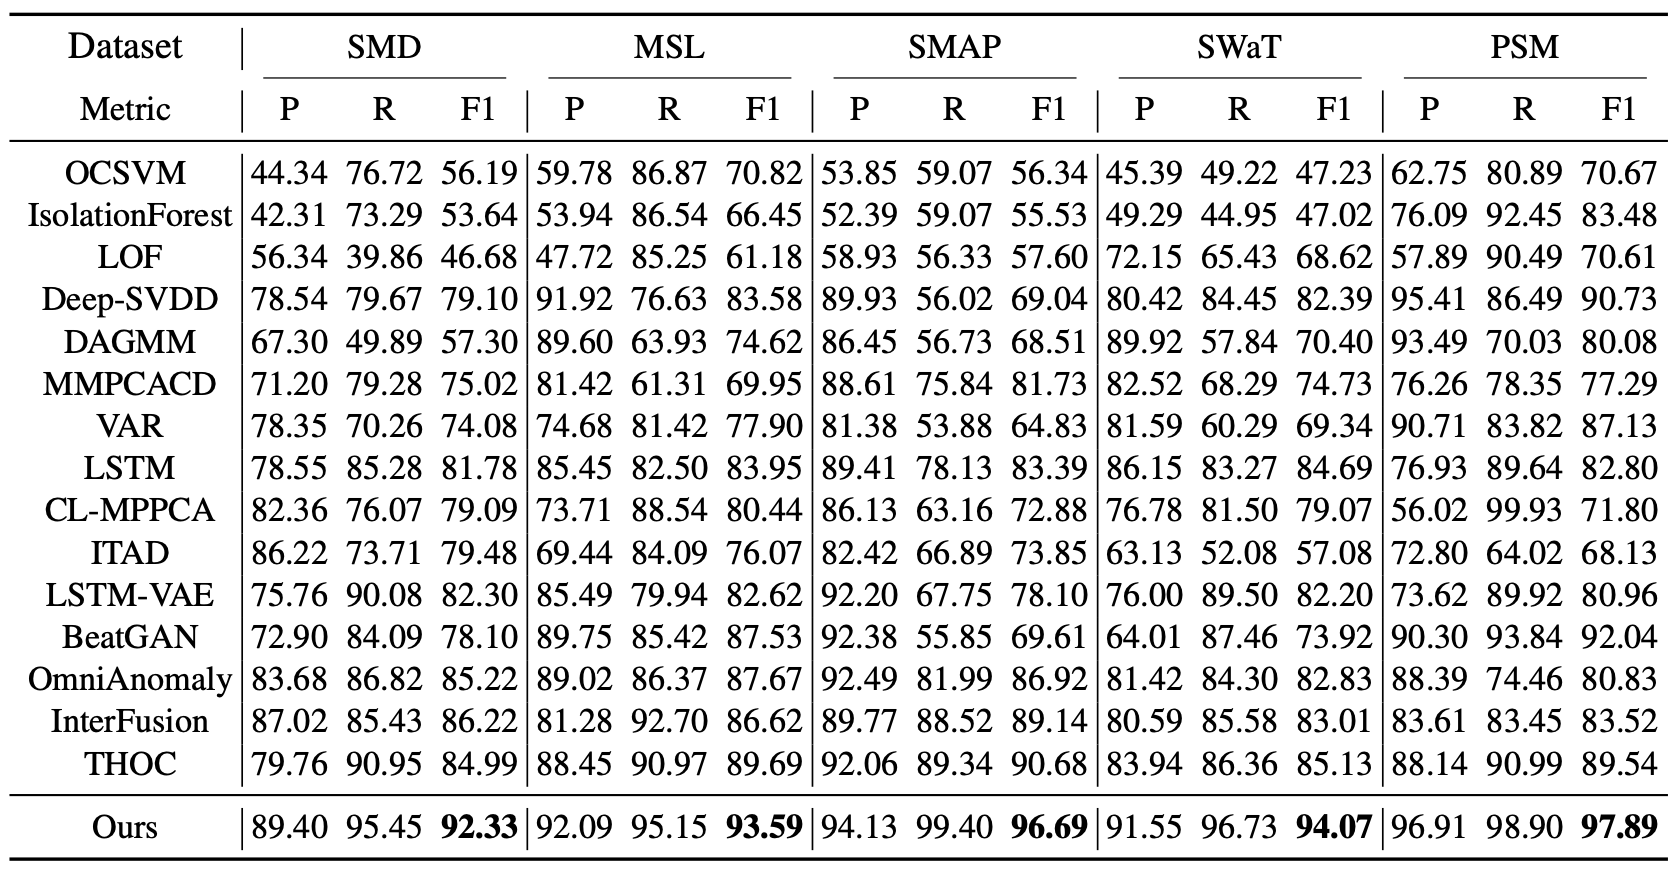 Dataset SMD MSL SMAP SWaT PSM
Metric P R F1 P R F1 P R F1 P R F1 P R F1
OCSVM 44.34 76.72 56.19 59.78 86.87 70.82 53.85 59.07 56.34 45.39 49.22 47.23 62.75 80.89 70.67
IsolationForest 42.31 73.29 53.64 53.94 86.54 66.45 52.39 59.07 55.53 49.29 44.95 47.02 76.09 92.45 83.48
LOF 56.34 39.86 46.68 47.72 85.25 61.18 58.93 56.33 57.60 72.15 65.43 68.62 57.89 90.49 70.61
Deep-SVDD 78.54 79.67 79.10 91.92 76.63 83.58 89.93 56.02 69.04 80.42 84.45 82.39 95.41 86.49 90.73
DAGMM 67.30 49.89 57.30 89.60 63.93 74.62 86.45 56.73 68.51 89.92 57.84 70.40 93.49 70.03 80.08
MMPCACD 71.20 79.28 75.02 81.42 61.31 69.95 88.61 75.84 81.73 82.52 68.29 74.73 76.26 78.35 77.29
VAR 78.35 70.26 74.08 74.68 81.42 77.90 81.38 53.88 64.83 81.59 60.29 69.34 90.71 83.82 87.13
LSTM 78.55 85.28 81.78 85.45 82.50 83.95 89.41 78.13 83.39 86.15 83.27 84.69 76.93 89.64 82.80
CL-MPPCA 82.36 76.07 79.09 73.71 88.54 80.44 86.13 63.16 72.88 76.78 81.50 79.07 56.02 99.93 71.80
ITAD 86.22 73.71 79.48 69.44 84.09 76.07 82.42 66.89 73.85 63.13 52.08 57.08 72.80 64.02 68.13
LSTM-VAE 75.76 90.08 82.30 85.49 79.94 82.62 92.20 67.75 78.10 76.00 89.50 82.20 73.62 89.92 80.96
BeatGAN 72.90 84.09 78.10 89.75 85.42 87.53 92.38 55.85 69.61 64.01 87.46 73.92 90.30 93.84 92.04
OmniAnomaly 83.68 86.82 85.22 89.02 86.37 87.67 92.49 81.99 86.92 81.42 84.30 82.83 88.39 74.46 80.83
InterFusion 87.02 85.43 86.22 81.28 92.70 86.62 89.77 88.52 89.14 80.59 85.58 83.01 83.61 83.45 83.52
THOC 79.76 90.95 84.99 88.45 90.97 89.69 92.06 89.34 90.68 83.94 86.36 85.13 88.14 90.99 89.54
Ours 89.40 95.45 92.33 92.09 95.15 93.59 94.13 99.40 96.69 91.55 96.73 94.07 96.91 98.90 97.89